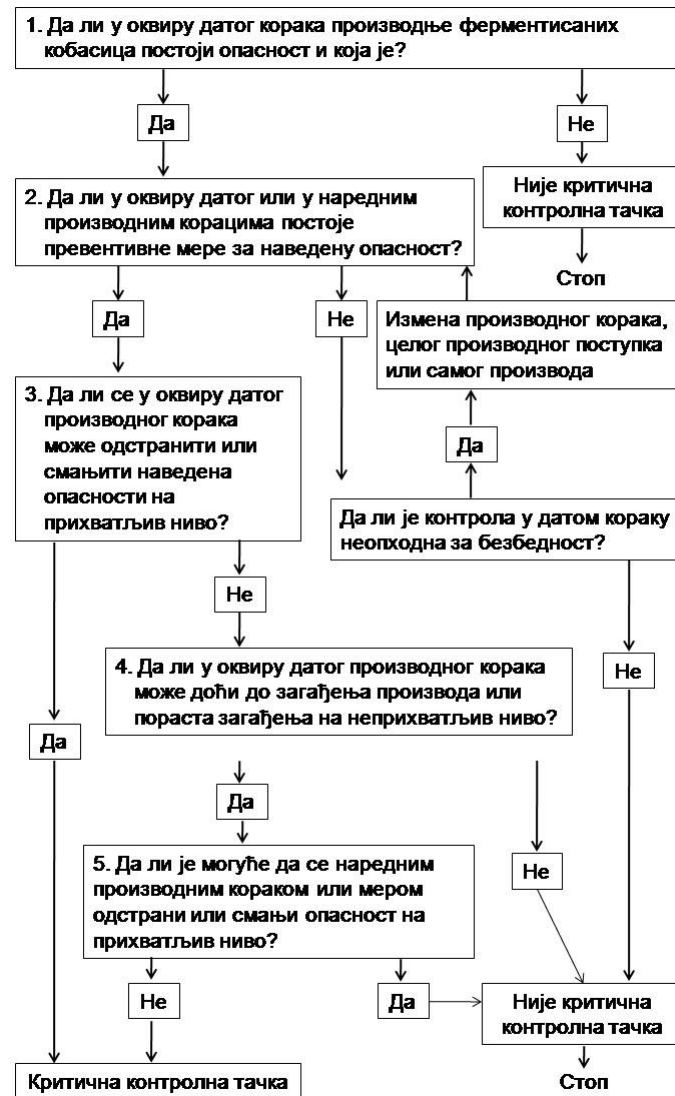 1. Да ли у оквиру датог корака производње ферментисаних
кобасица постоји опасност и која је?
Да
Не
Није критична
контролна тачка
Стоп
2. Да ли у оквиру датог или у наредним
производним корацима постоје
превентивне мере за наведену опасност?
Да
Не
Измена производног корака,
целог производног поступка
или самог производа
Да
Да ли је контрола у датом кораку
неопходна за безбедност?
Не
3. Да ли се у оквиру датог
производног корака
може одстранити или
смањити наведена
опасности на
прихватљив ниво?
Не
Да
4. Да ли у оквиру датог производног корака
може доћи до загађења производа или
пораста загађења на неприхватљив ниво?
Да
Не
5. Да ли је могуће да се наредним
производним кораком или мером
одстрани или смањи опасност на
прихватљив ниво?
Не
Да
Није критична
контролна тачка
Стоп
Критична контролна тачка